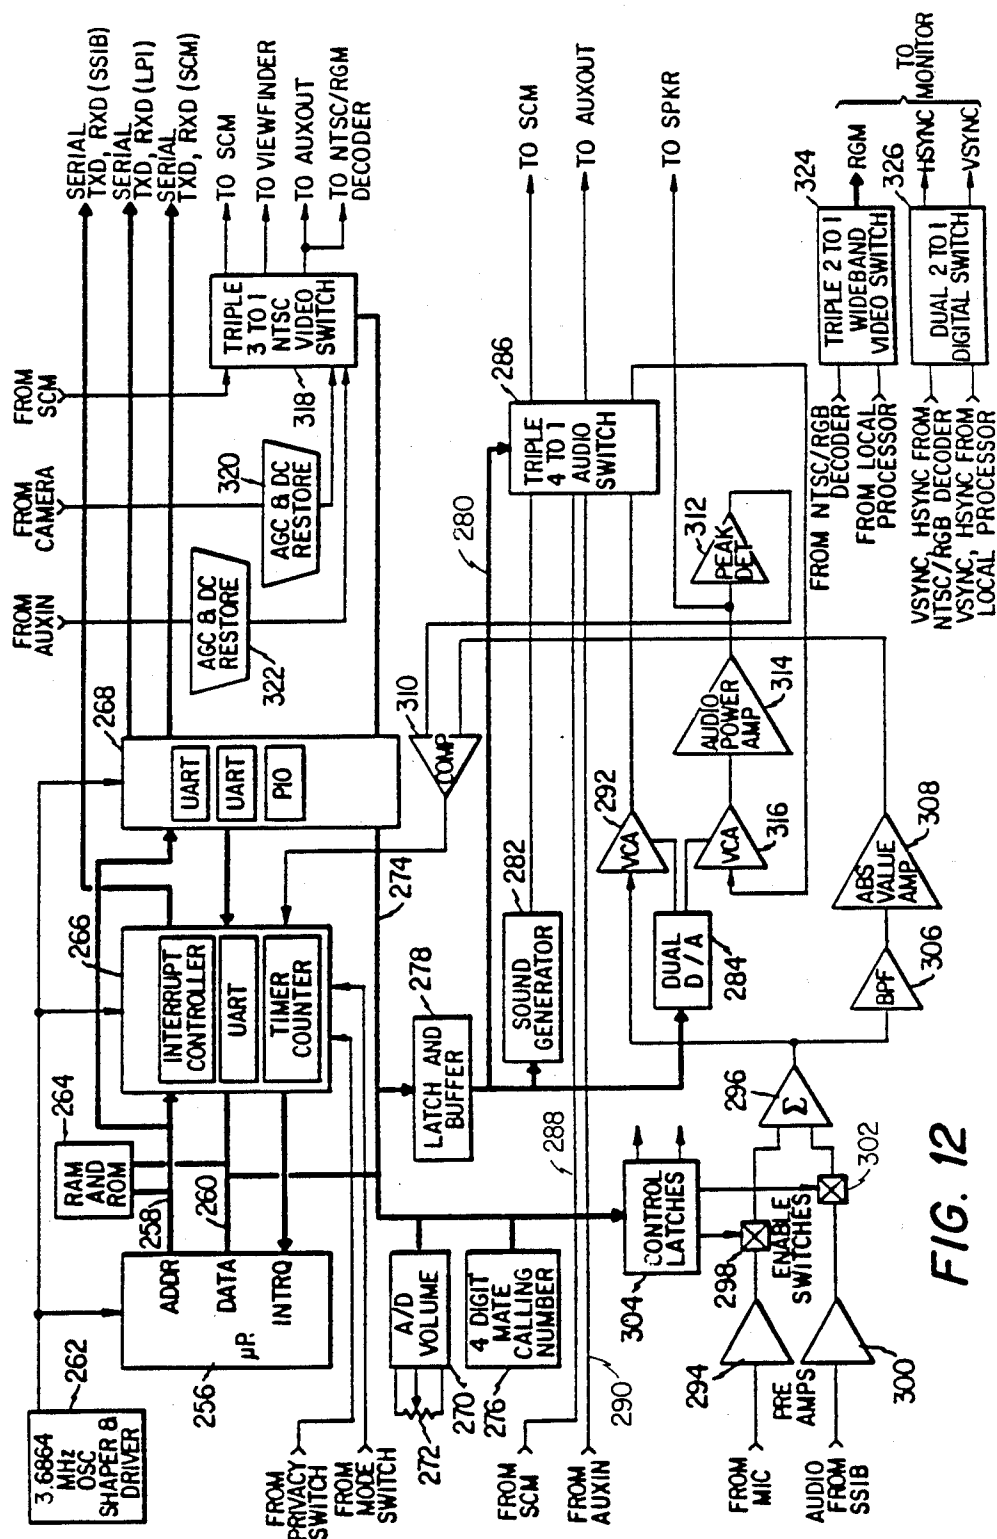 3.6864
MHz
OSC
SHAPER &
DRIVER
262
256
µP.
ADDR
DATA
INTRQ
258
260
RAM AND
ROM
264
266
INTERRUPT
CONTROLLER
UART
TIMER
COUNTER
268
UART
UART
PIO
SERIAL
TXD, RXD (SSIB)
SERIAL
TXD, RXD (LPI)
SERIAL
TXD, RXD (SCM)
FROM
AUXIN
FROM
CAMERA
FROM
SCM
AGC & DC
RESTORE
322
320
AGC & DC
RESTORE
318
TRIPLE
3 TO 1
NTSC
VIDEO
SWITCH
TO SCM
TO VIEWFINDER
TO AUXOUT
TO NTSC/RGM
DECODER
FROM
PRIVACY
SWITCH
FROM
MODE
SWITCH
274
A/D
VOLUME
270
272
4 DIGIT
MATE
CALLING
NUMBER
276
LATCH AND
BUFFER
278
280
310
COMP
282
SOUND
GENERATOR
286
TRIPLE
4 TO 1
AUDIO
SWITCH
TO SCM
TO AUXOUT
TO SPKR
FROM
SCM
FROM
AUXIN
288
290
CONTROL
LATCHES
304
DUAL
D/A
284
292
VCA
VCA
316
AUDIO
POWER
AMP
314
312
PEAK
DET.
FROM
MIC
AUDIO
FROM
SSIB
294
PRE
AMPS
300
298
ENABLE
SWITCHES
302
296
Σ
BPF
306
ABS
VALUE
AMP
308
FROM NTSC/RGB
DECODER
FROM LOCAL
PROCESSOR
VSYNC, HSYNC FROM
NTSC/RGB DECODER
VSYNC, HSYNC FROM
LOCAL PROCESSOR
TRIPLE 2 TO 1
WIDEBAND
VIDEO SWITCH
324
DUAL 2 TO 1
DIGITAL SWITCH
326
RGM
HSYNC
VSYNC
TO
MONITOR
FIG. 12